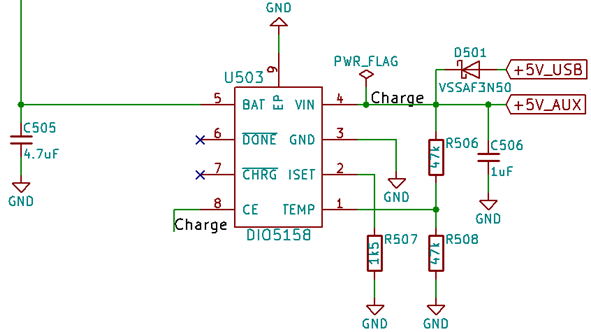 GND
D501
PWR_FLAG
+5V_USB
U503
9
VSSAF3N50
5
BAT
EP
VIN
4
Charge
+5V_AUX
C505
4.7uF
6
DONE
GND
3
R506
47k
C506
1uF
7
CHRG
ISET
2
GND
GND
GND
8
CE
TEMP
1
Charge
DIO5158
R507
1k5
R508
47k
GND
GND